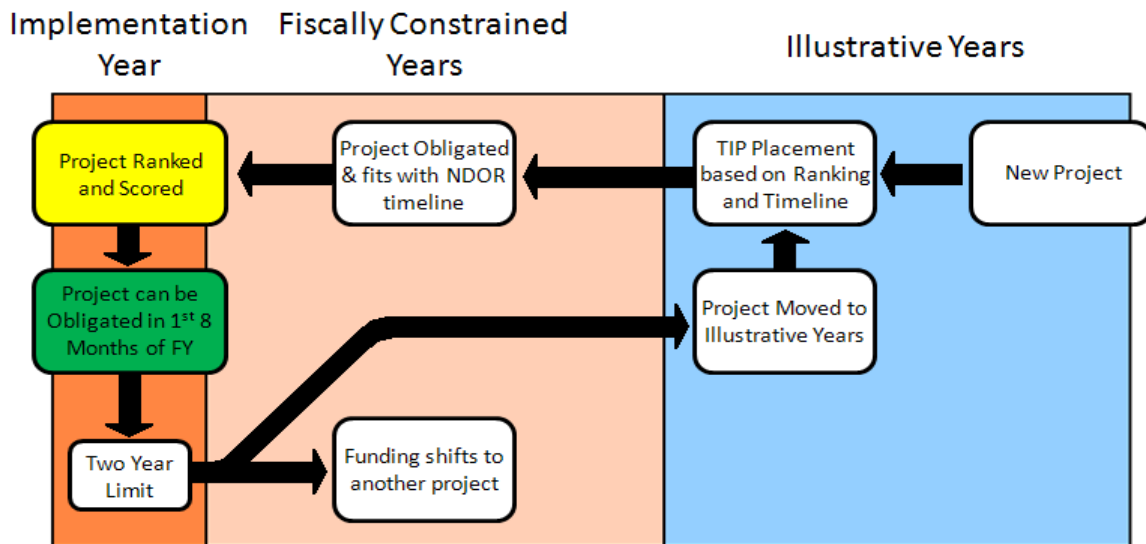 Implementation
Year
Fiscally Constrained
Years
Illustrative Years
Project Ranked
and Scored
Project Obligated
& fits with NDOR
timeline
TIP Placement
based on Ranking
and Timeline
New Project
Project can be
Obligated in 1st 8
Months of FY
Project Moved to
Illustrative Years
Two Year
Limit
Funding shifts to
another project